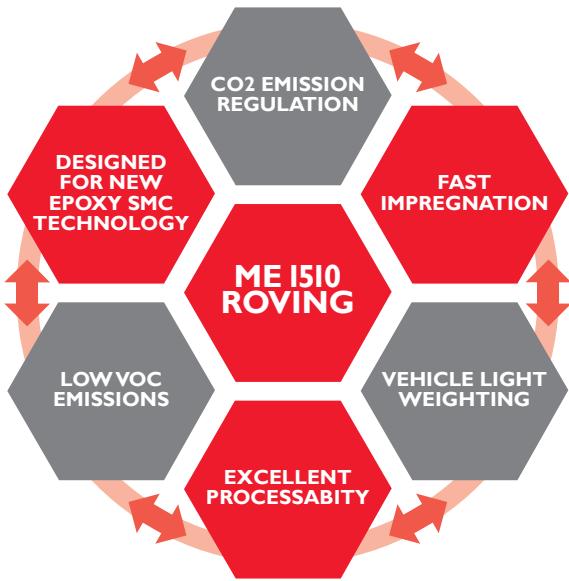 CO2 EMISSION
REGULATION
DESIGNED
FOR NEW
EPOXY SMC
TECHNOLOGY
FAST
IMPREGNATION
ME 1510
ROVING
LOW VOC
EMISSIONS
VEHICLE LIGHT
WEIGHTING
EXCELLENT
PROCESSABITY